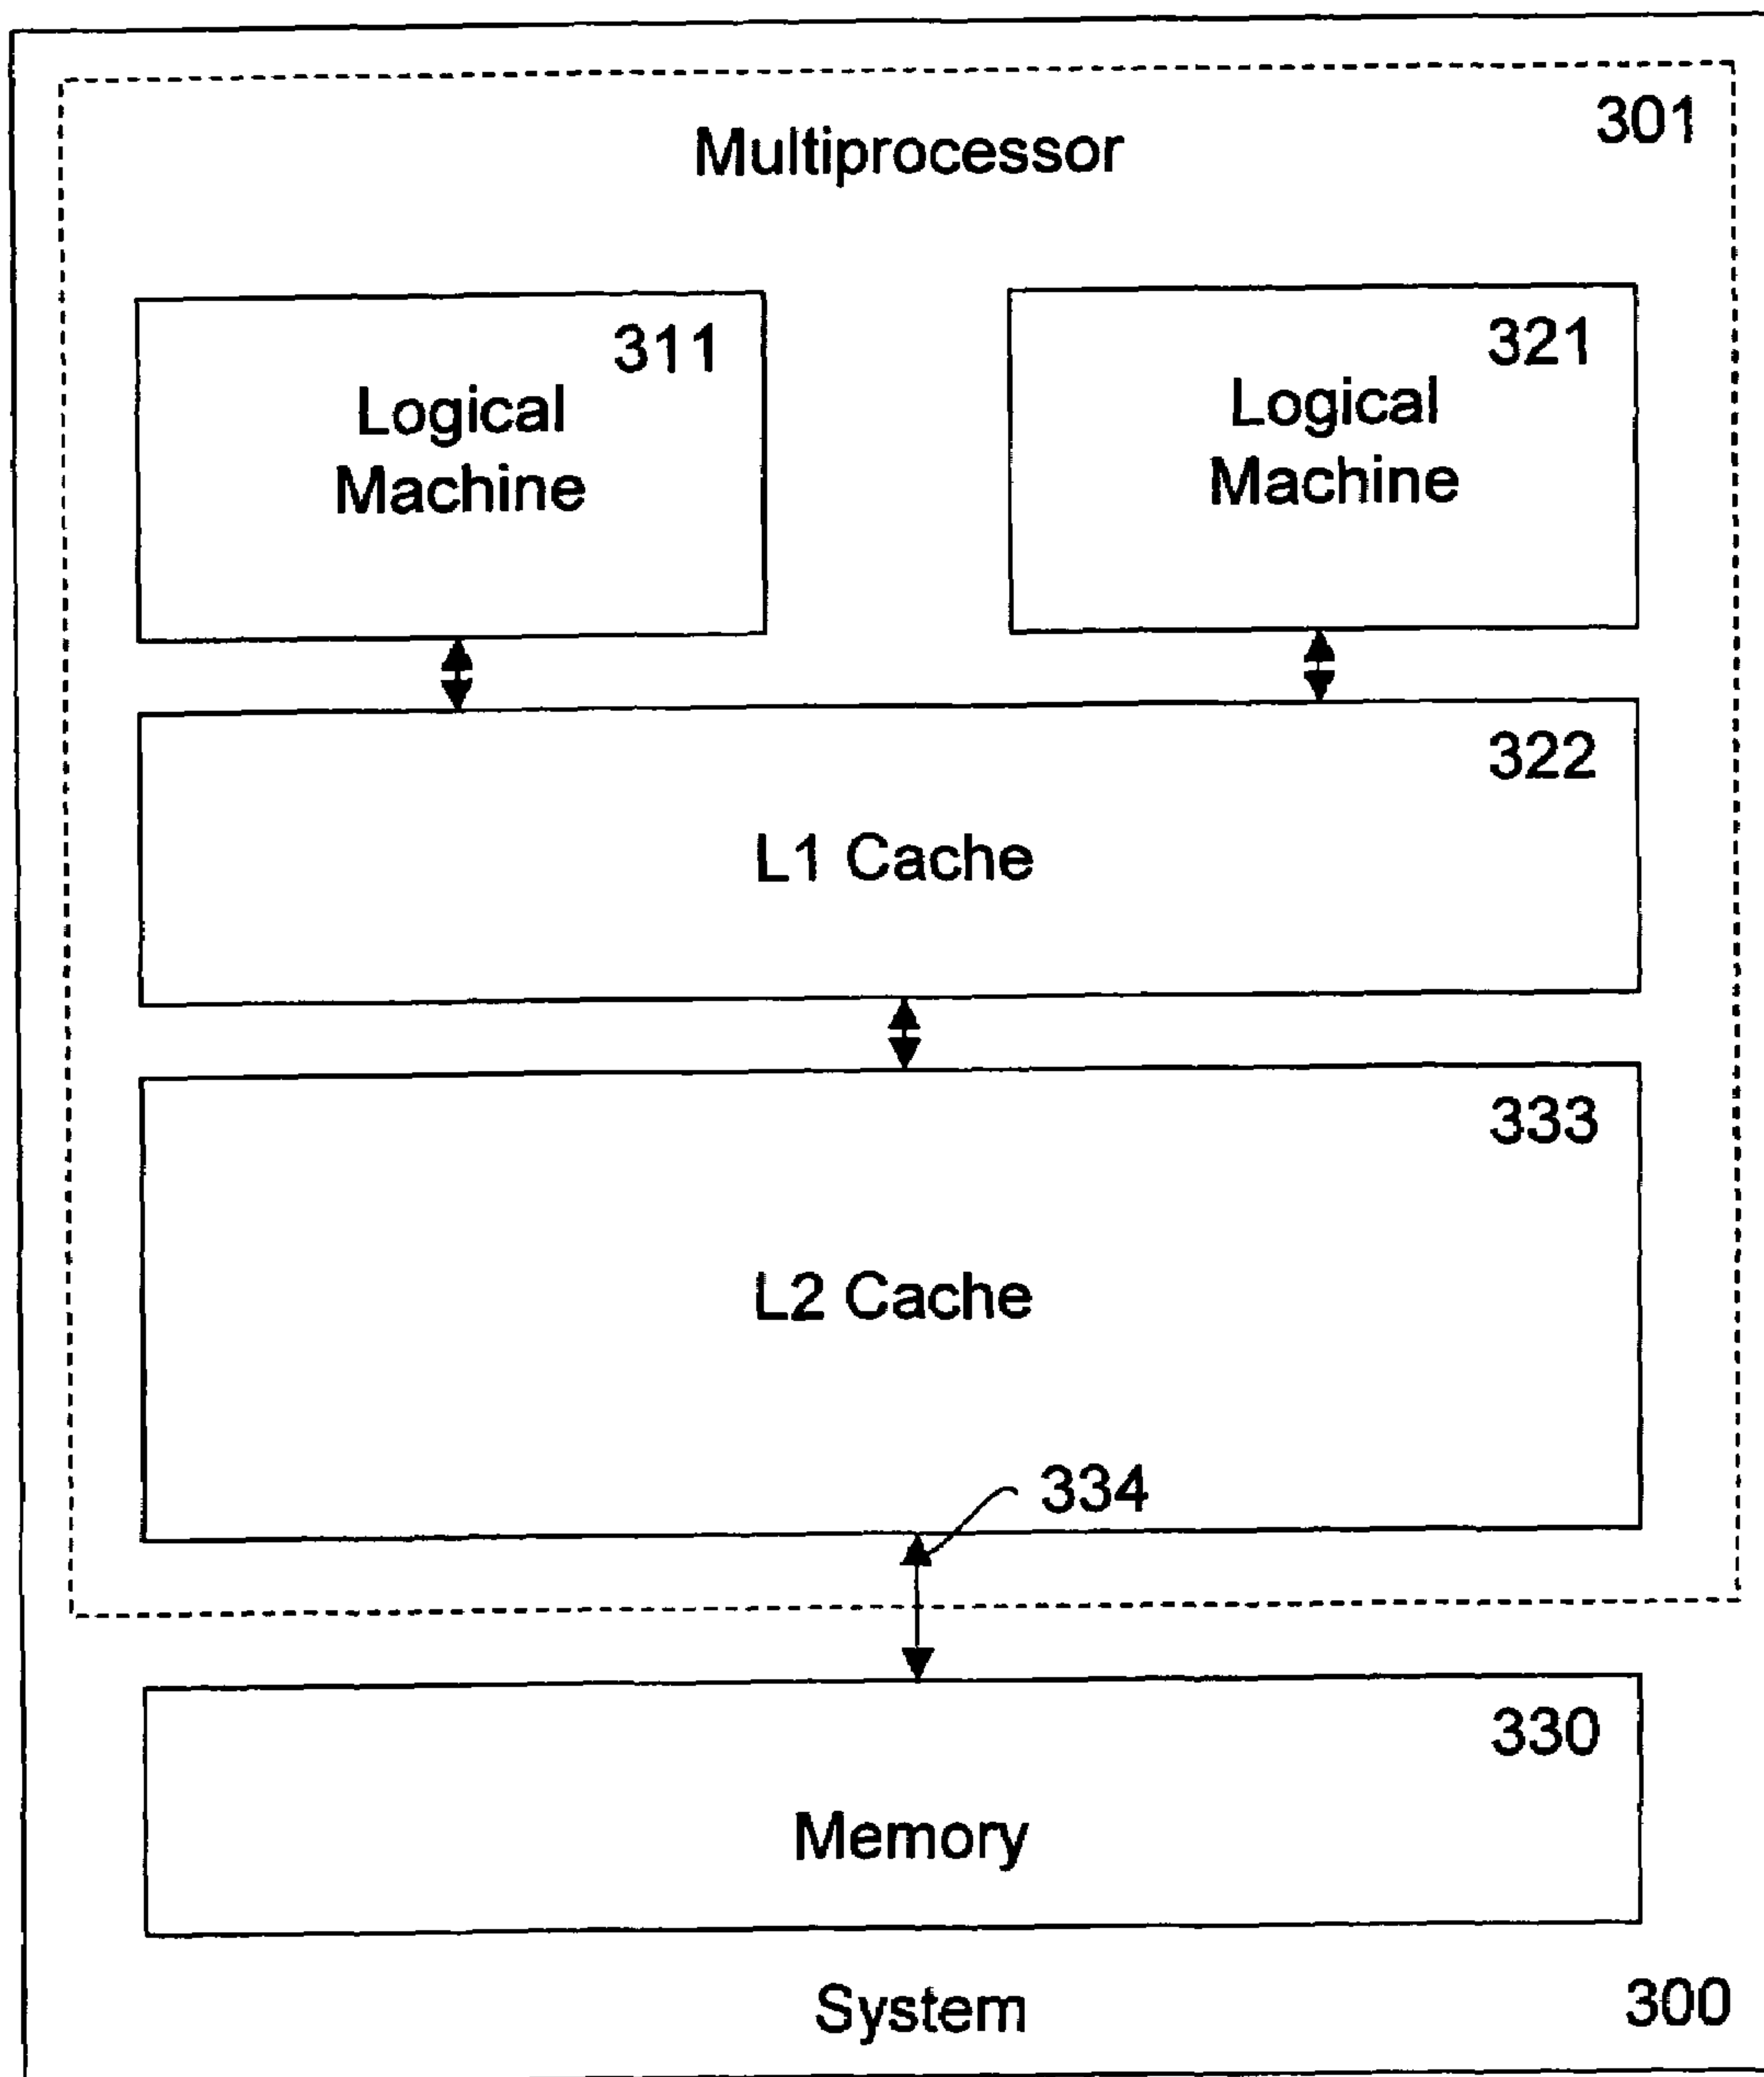 301
Multiprocessor
311
Logical
Machine
321
Logical
Machine
322
L1 Cache
333
L2 Cache
334
330
Memory
System
300